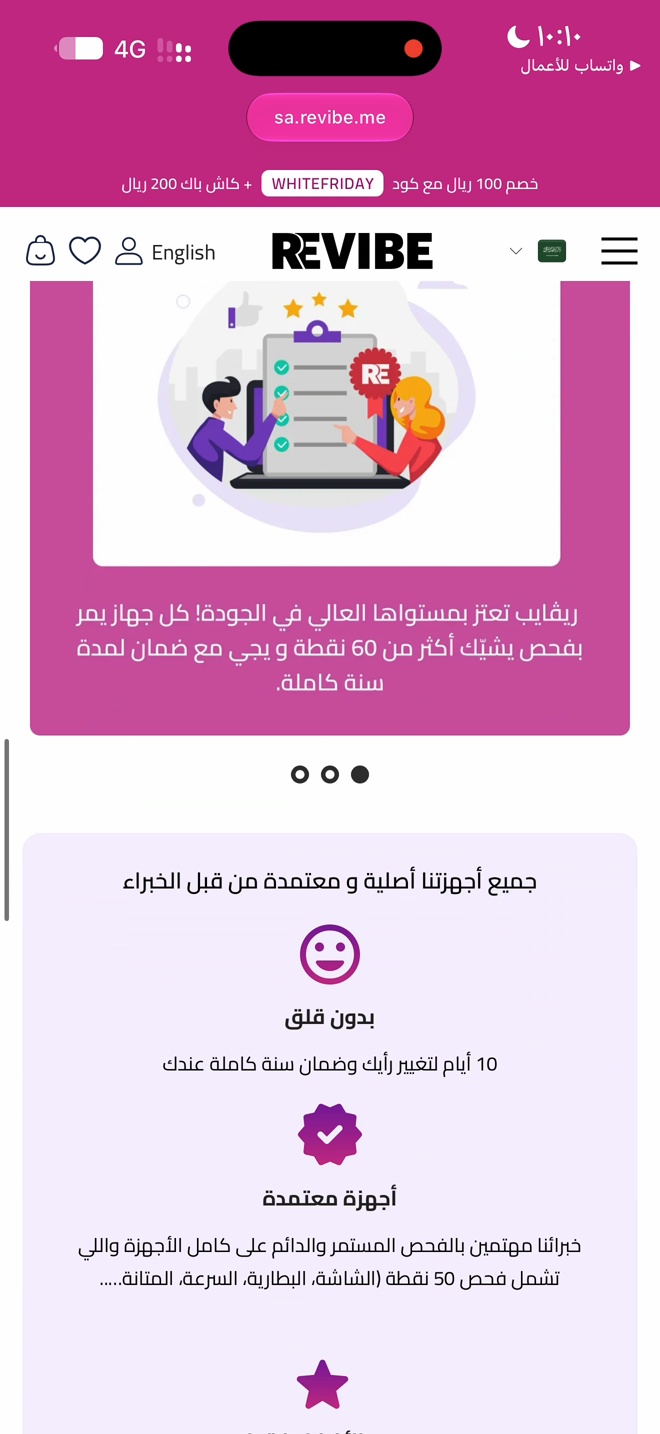 ١٠:١٠
4G
واتساب للأعمال ◀
sa.revibe.me
خصم 100 ريال مع كود WHITEFRIDAY + كاش باك 200 ريال
REVIBE
English
RE
ريڤايب تعتز بمستواها العالي في الجودة! كل جهاز يمر
بفحص يشيّك أكثر من 60 نقطة و يجي مع ضمان لمدة
سنة كاملة.
جميع أجهزتنا أصلية و معتمدة من قبل الخبراء
بدون قلق
10 أيام لتغيير رأيك وضمان سنة كاملة عندك
أجهزة معتمدة
خبرائنا مهتمين بالفحص المستمر والدائم على كامل الأجهزة واللي
تشمل فحص 50 نقطة (الشاشة، البطارية، السرعة، المتانة.....